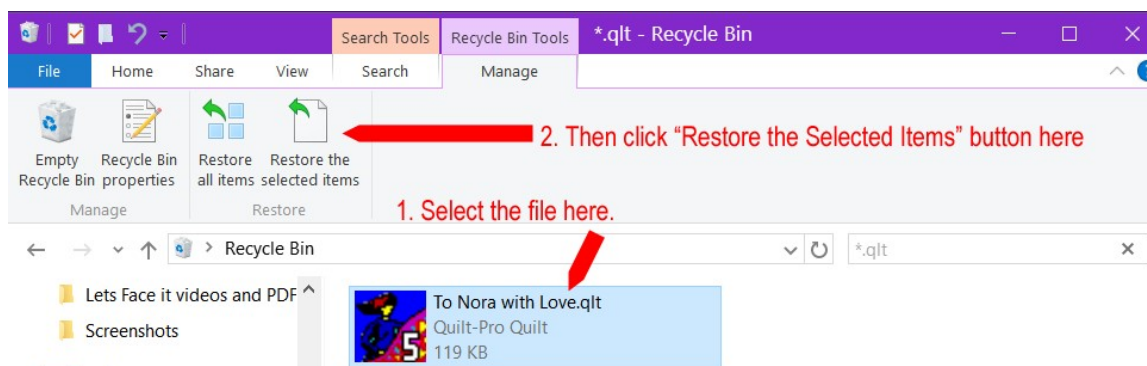 Search Tools Recycle Bin Tools *.qlt - Recycle Bin
File Home Share View Search Manage
Empty Recycle Bin
Recycle Bin properties
Restore all items
Restore the selected items
2. Then click “Restore the Selected Items” button here
Manage Restore
1. Select the file here.
Recycle Bin *.qlt
Lets Face it videos and PDF
Screenshots
To Nora with Love.qlt
Quilt-Pro Quilt
119 KB
5